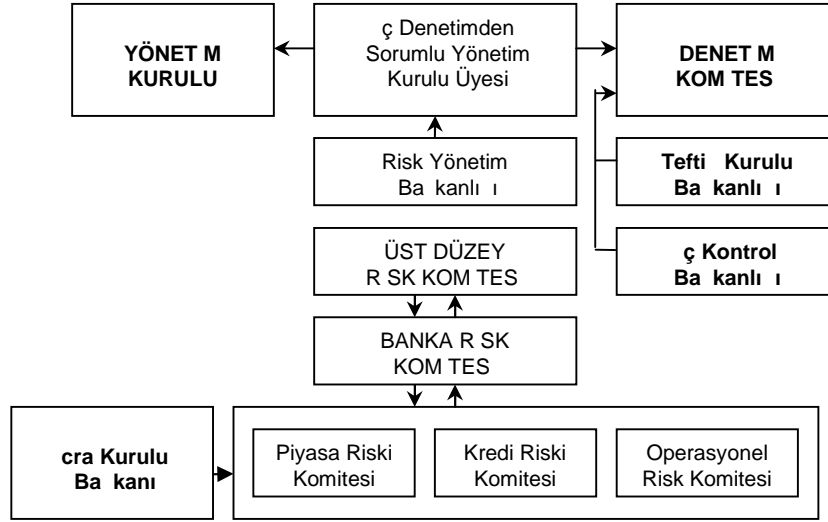 YÖNET M
KURULU
ç Denetimden
Sorumlu Yönetim
Kurulu Üyesi
DENET M
KOM TES
Risk Yönetim
Ba kanlı ı
Tefti Kurulu
Ba kanlı ı
ÜST DÜZEY
R SK KOM TES
ç Kontrol
Ba kanlı ı
BANKA R SK
KOM TES
cra Kurulu
Ba kanı
Piyasa Riski
Komitesi
Kredi Riski
Komitesi
Operasyonel
Risk Komitesi